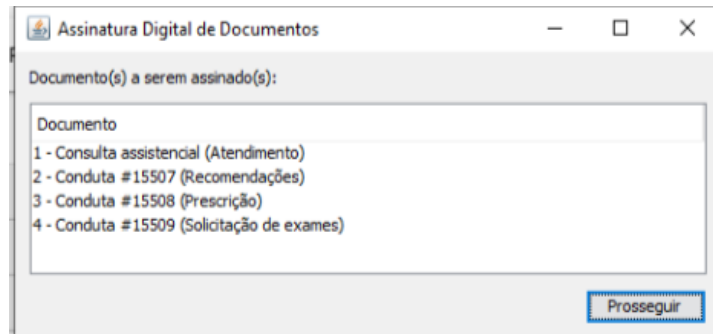 Assinatura Digital de Documentos
Documento(s) a serem assinado(s):
Documento
1 - Consulta assistencial (Atendimento)
2 - Conduta #15507 (Recomendações)
3 - Conduta #15508 (Prescrição)
4 - Conduta #15509 (Solicitação de exames)
Prosseguir